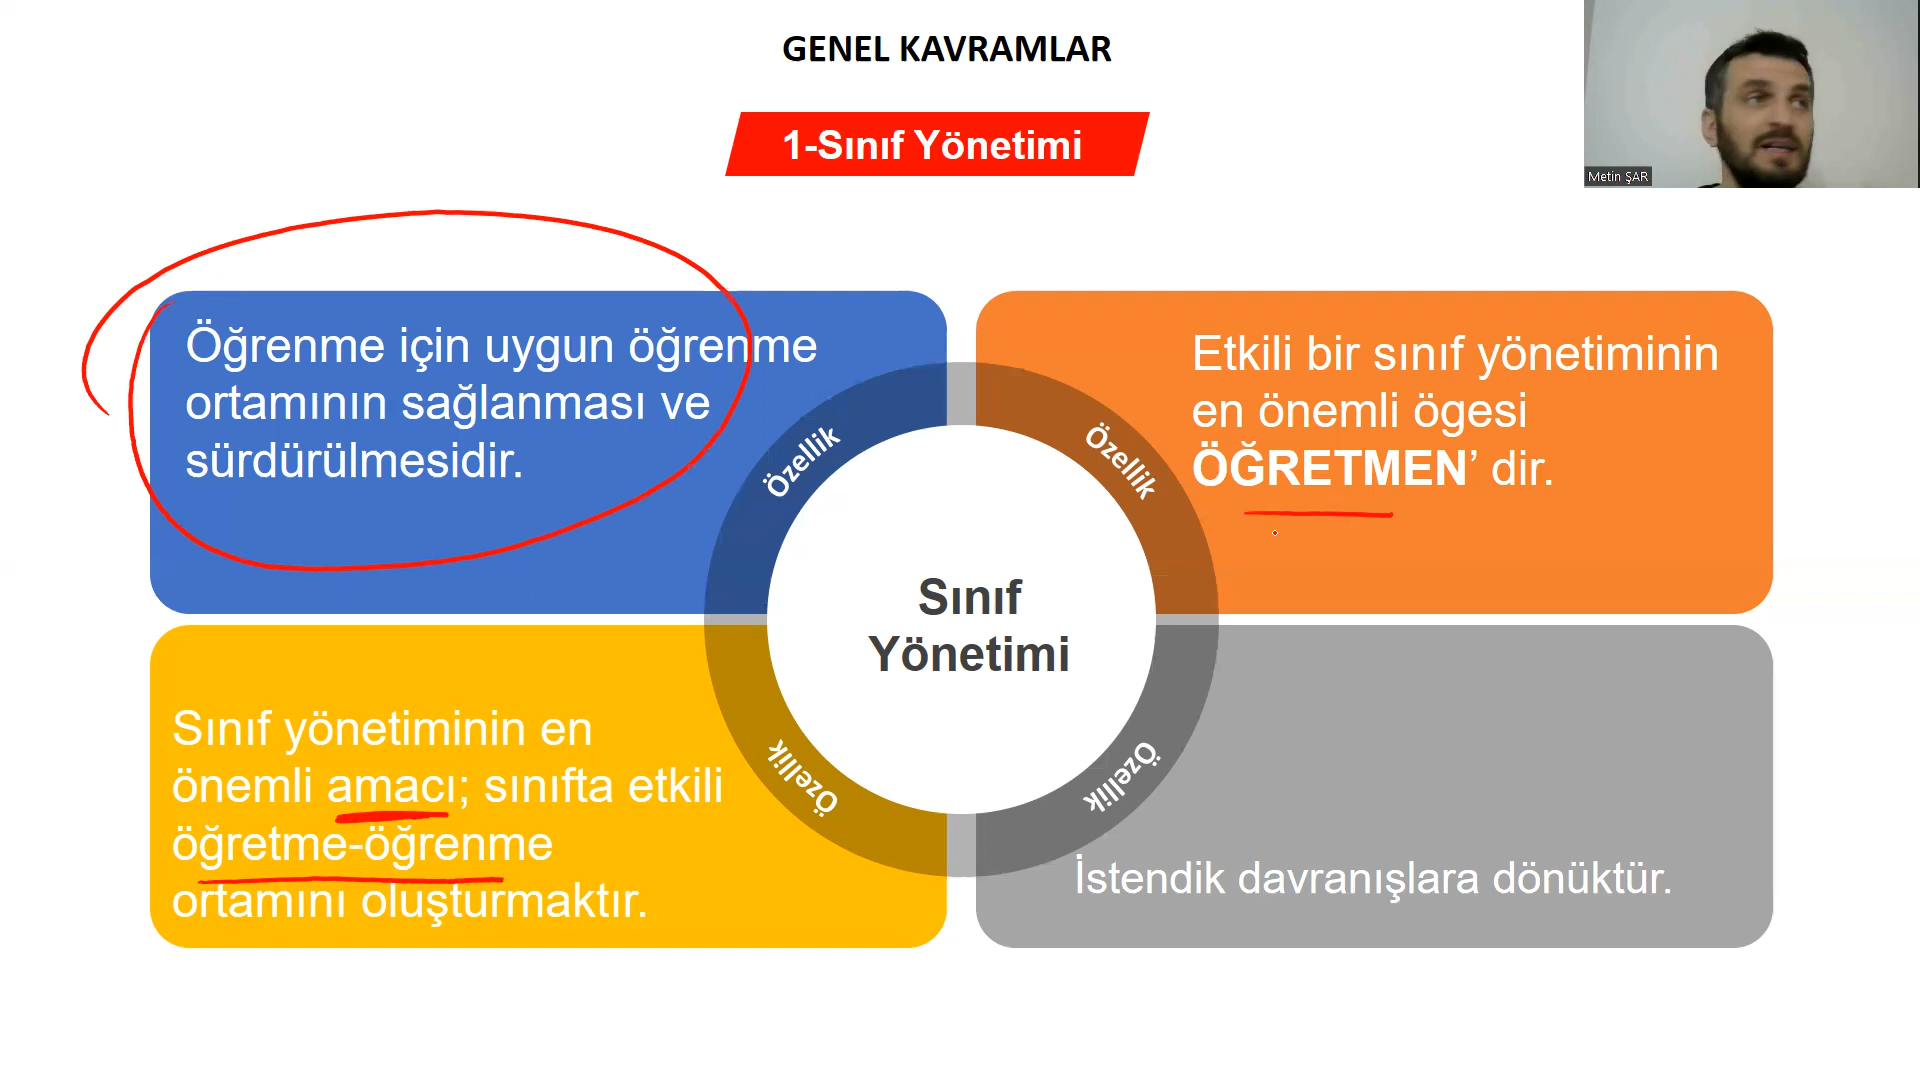 GENEL KAVRAMLAR
1-Sınıf Yönetimi
Metin ŞAR
Öğrenme için uygun öğrenme
ortamının sağlanması ve
sürdürülmesidir.
Etkili bir sınıf yönetiminin
en önemli ögesi
ÖĞRETMEN’ dir.
Özellik
Özellik
Sınıf
Yönetimi
Sınıf yönetiminin en
önemli amacı; sınıfta etkili
öğretme-öğrenme
ortamını oluşturmaktır.
Özellik
Özellik
İstendik davranışlara dönüktür.